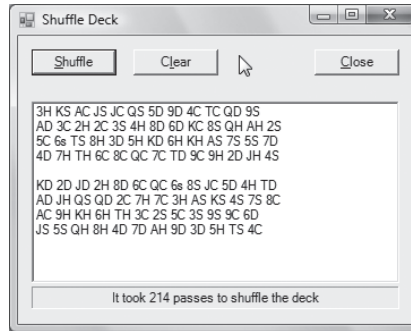 Shuffle Deck
Shuffle Clear Close
3H KS AC JS JC QS 5D 9D 4C TC QD 9S
AD 3C 2H 2C 3S 4H 8D 6D KC 8S QH AH 2S
5C 6s TS 8H 3D 5H KD 6H KH AS 7S 5S 7D
4D 7H TH 6C 8C QC 7C TD 9C 9H 2D JH 4S
KD 2D JD 2H 8D 6C QC 6s 8S JC 5D 4H TD
AD JH QS QD 2C 7H 7C 3H AS KS 4S 7S 8C
AC 9H KH 6H TH 3C 2S 5C 3S 9S 9C 6D
JS 5S QH 8H 4D 7D AH 9D 3D 5H TS 4C
It took 214 passes to shuffle the deck